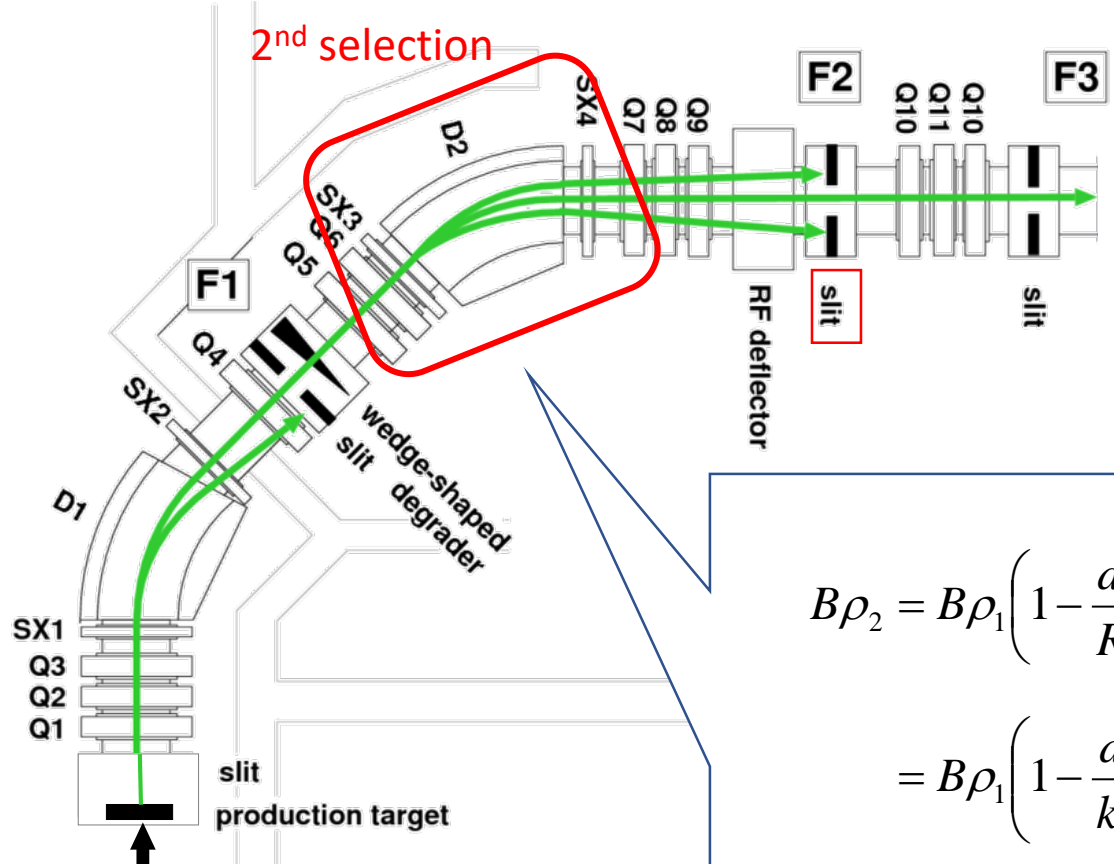 2nd selection
F2
F3
SX4
Q7
Q8
Q9
Q10
Q11
Q10
D2
SX3
Q6
Q5
F1
Q4
SX2
D1
RF deflector
slit
slit
wedge-shaped
degrader
slit
SX1
Q3
Q2
Q1
slit
production target
Bρ₂ = Bρ₁(1 −
= Bρ₁(1 −